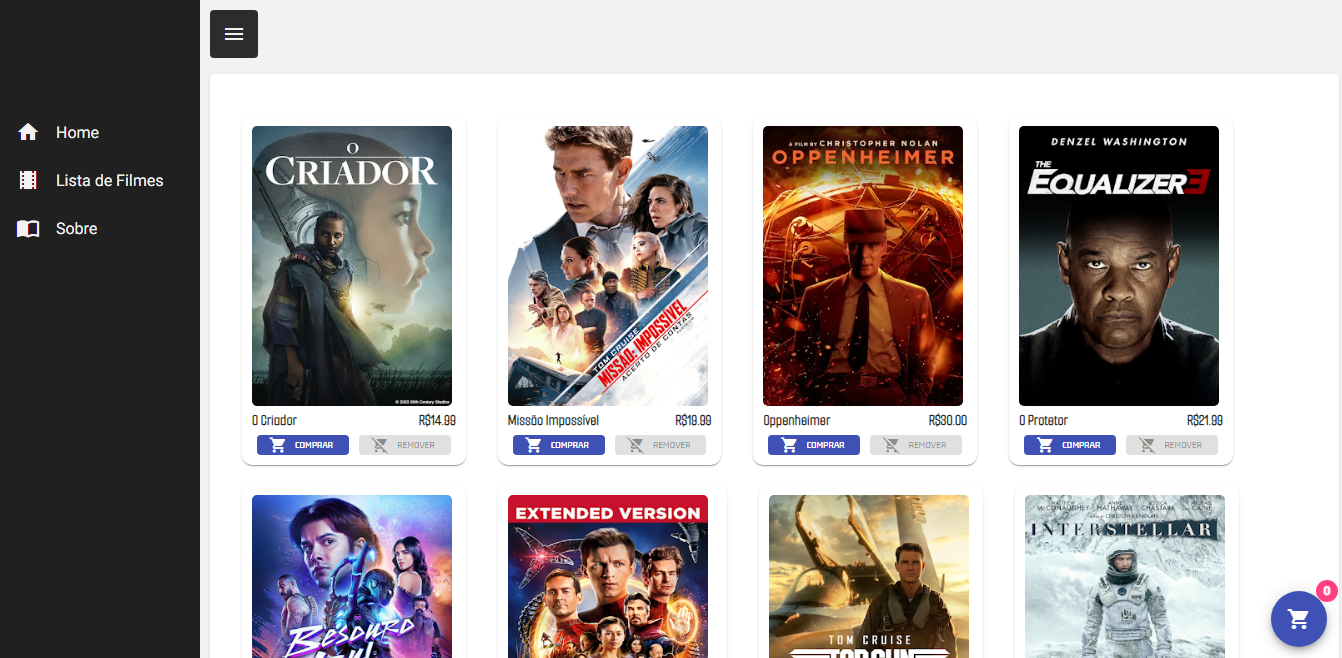 Home
Lista de Filmes
Sobre
O
CRIADOR
© 2023 20th Century Studios
TOM CRUISE
MISSÃO: IMPOSSÍVEL
ACERTO DE CONTAS
A FILM BY CHRISTOPHER NOLAN
OPPENHEIMER
DENZEL WASHINGTON
THE
EQUALIZER 3
O Criador R$14.99
Missão Impossível R$19.99
Oppenheimer R$30.00
O Protetor R$21.99
COMPRAR REMOVER
COMPRAR REMOVER
COMPRAR REMOVER
COMPRAR REMOVER
BESOURO
EXTENDED VERSION
TOM CRUISE
TOP GUN
McCONAUGHEY HATHAWAY CHASTAIN CAINE
INTERSTELLAR
0